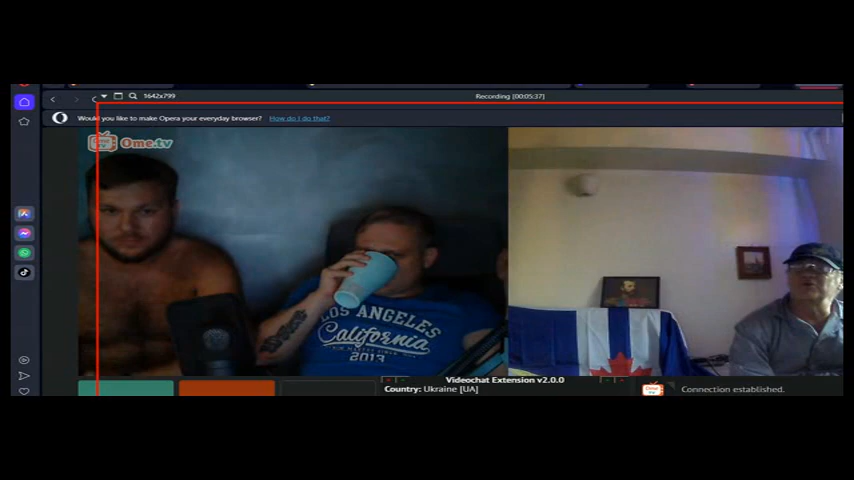 1642x799
Recording [00:05:37]
Would you like to make Opera your everyday browser? How do I do that?
Ome.tv
LOS ANGELES
California
2013
Videochat Extension v2.0.0
Country: Ukraine [UA]
Connection established.